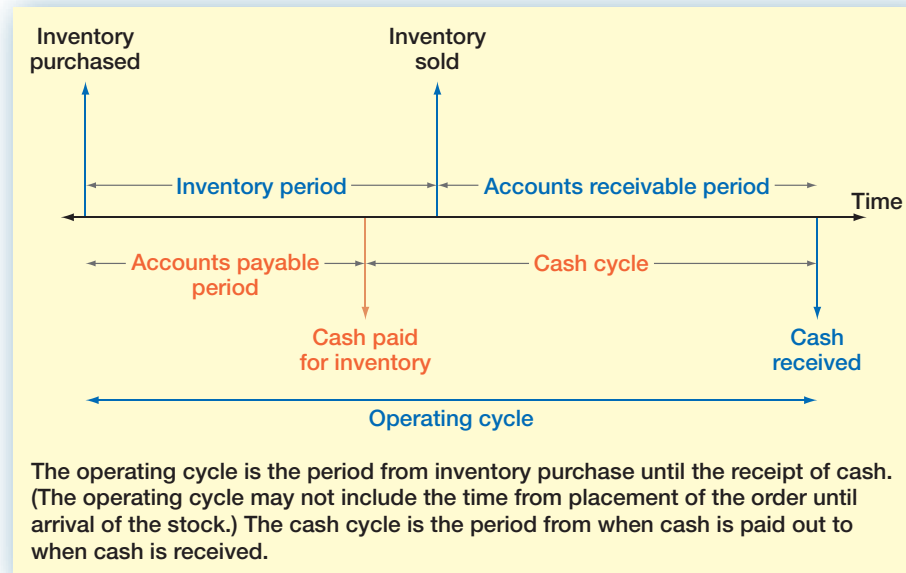 Inventory
purchased
Inventory
sold
Inventory period
Accounts receivable period
Time
Accounts payable
period
Cash cycle
Cash paid
for inventory
Cash
received
Operating cycle
The operating cycle is the period from inventory purchase until the receipt of cash.
(The operating cycle may not include the time from placement of the order until
arrival of the stock.) The cash cycle is the period from when cash is paid out to
when cash is received.